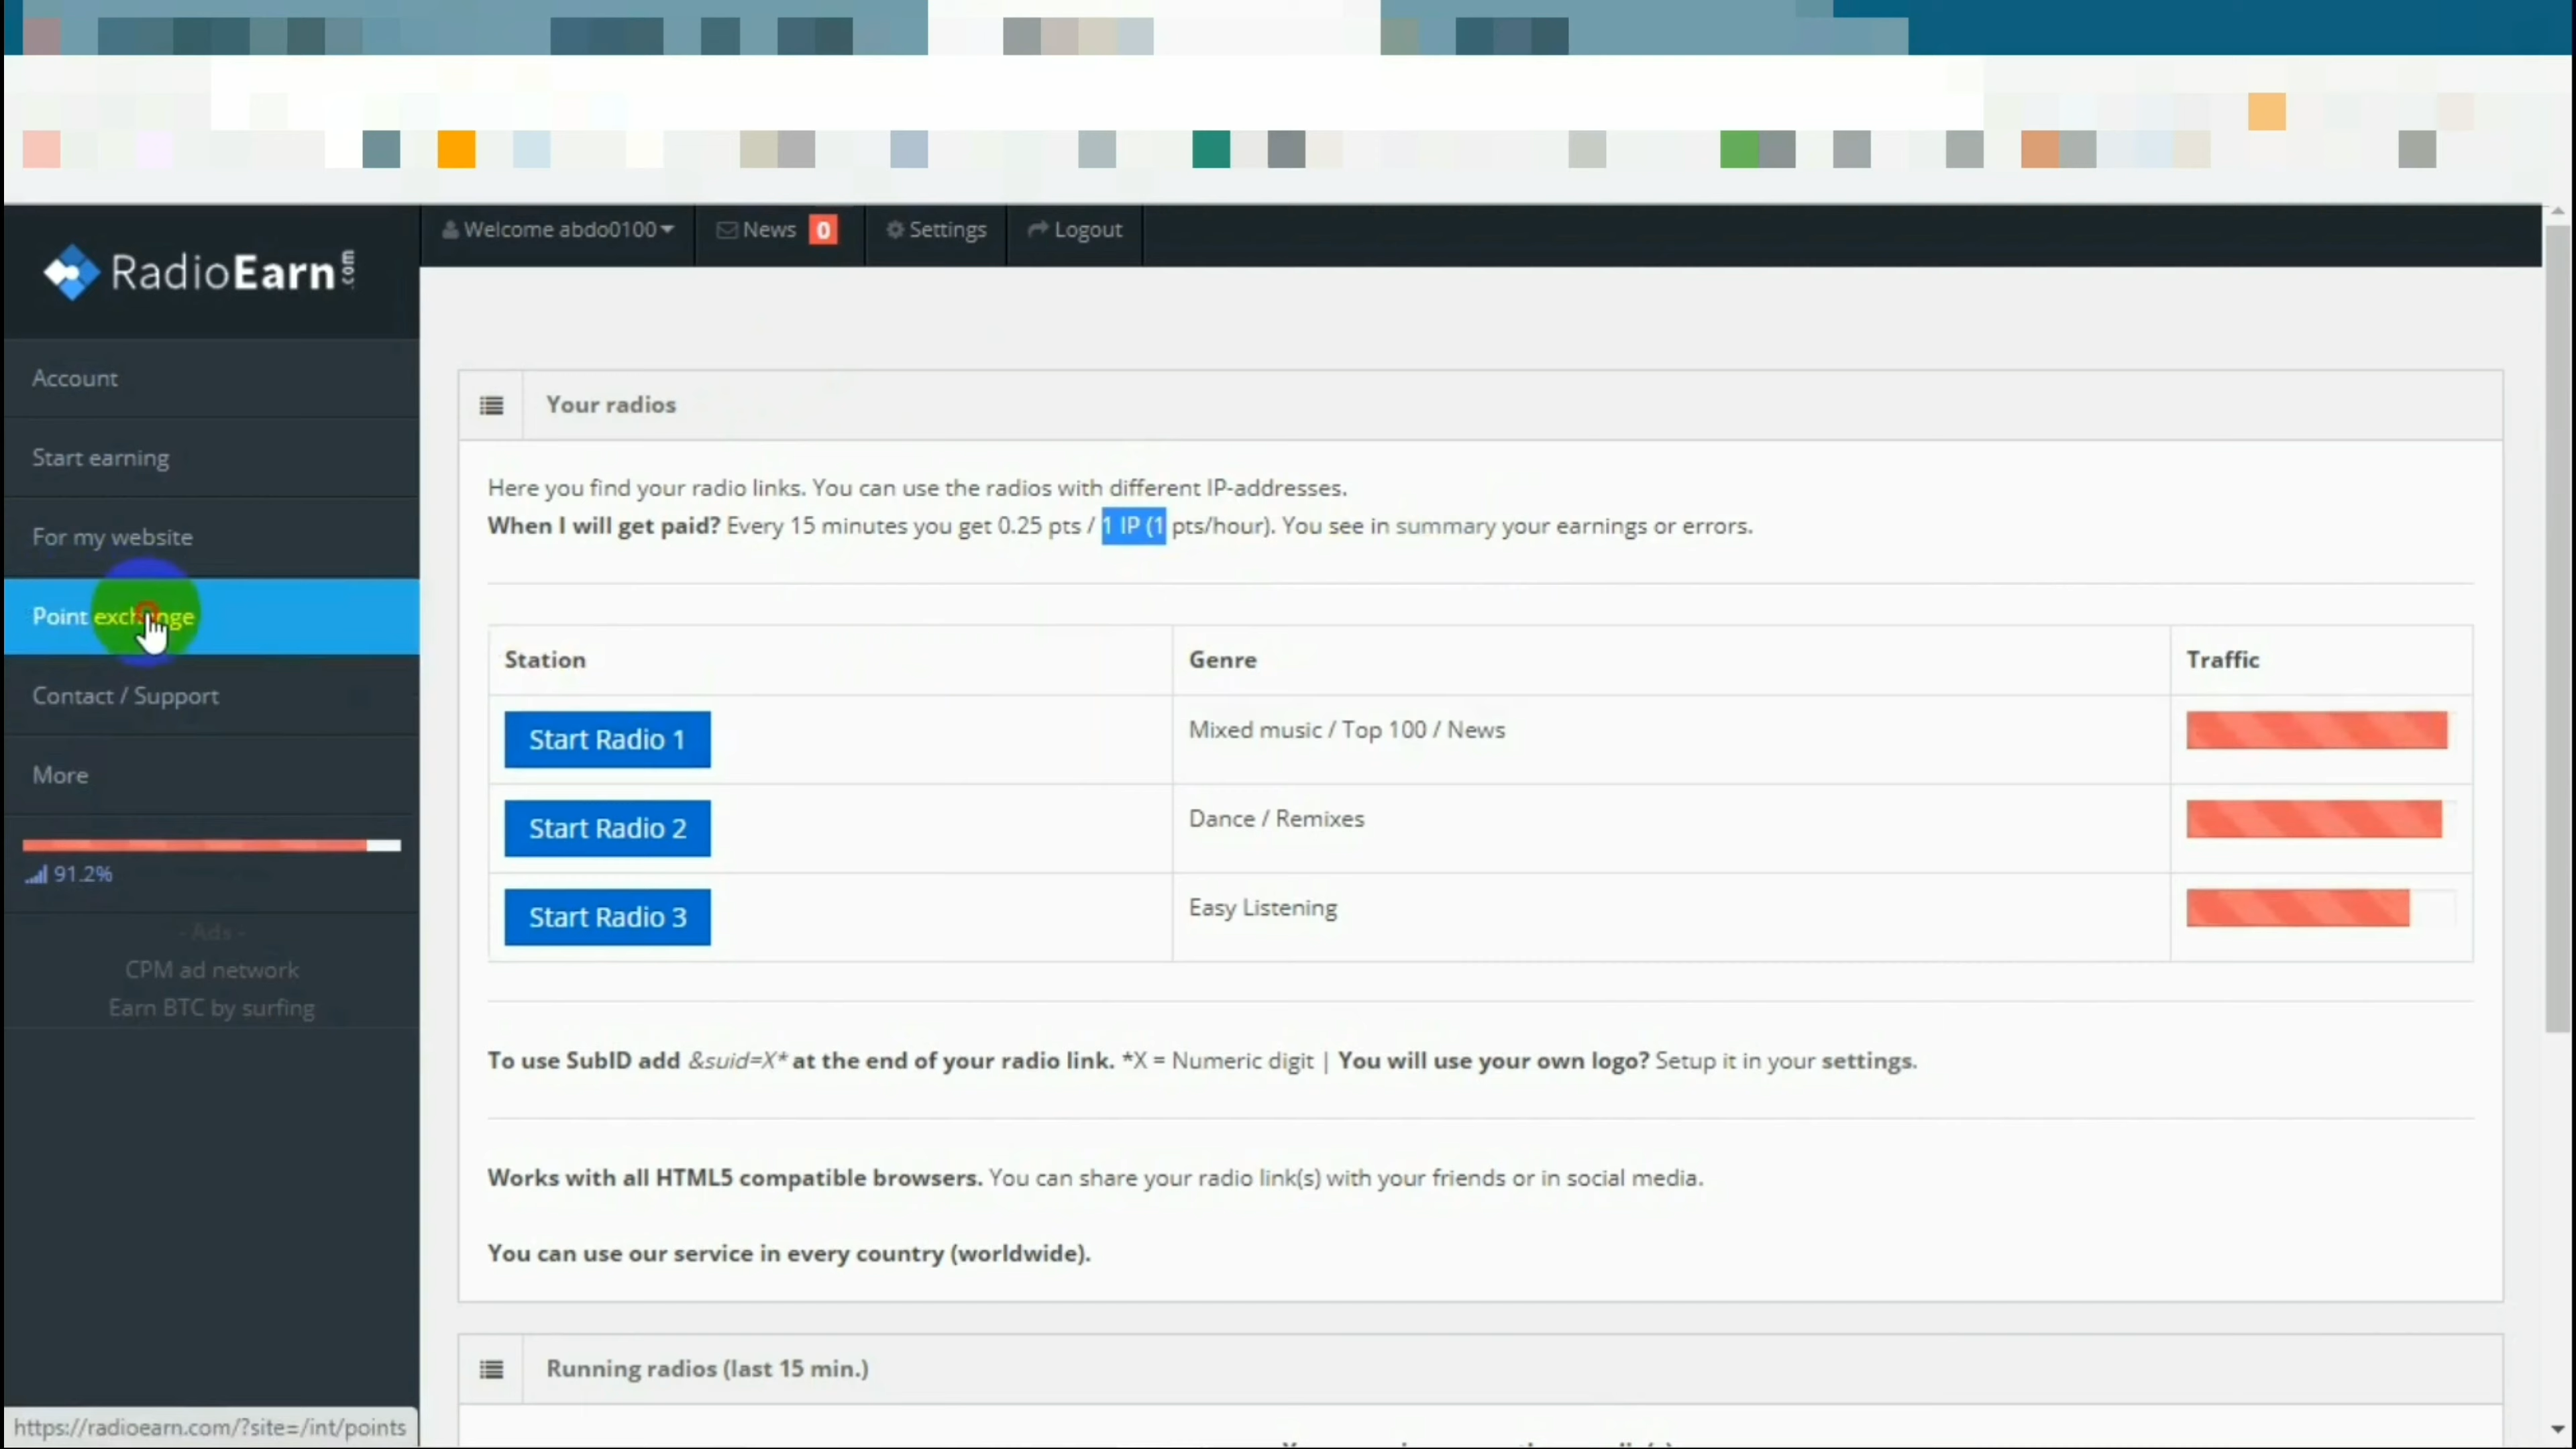 Welcome abdo0100
News 0
Settings
Logout
RadioEarn.com
Account
Start earning
For my website
Point exchange
Contact / Support
More
91.2%
- Ads -
CPM ad network
Earn BTC by surfing
Your radios
Here you find your radio links. You can use the radios with different IP-addresses.
When I will get paid? Every 15 minutes you get 0.25 pts / 1 IP (1 pts/hour). You see in summary your earnings or errors.
Station Genre Traffic
Start Radio 1 Mixed music / Top 100 / News
Start Radio 2 Dance / Remixes
Start Radio 3 Easy Listening
To use SubID add &suid=X* at the end of your radio link. *X = Numeric digit | You will use your own logo? Setup it in your settings.
Works with all HTML5 compatible browsers. You can share your radio link(s) with your friends or in social media.
You can use our service in every country (worldwide).
Running radios (last 15 min.)
https://radioearn.com/?site=/int/points